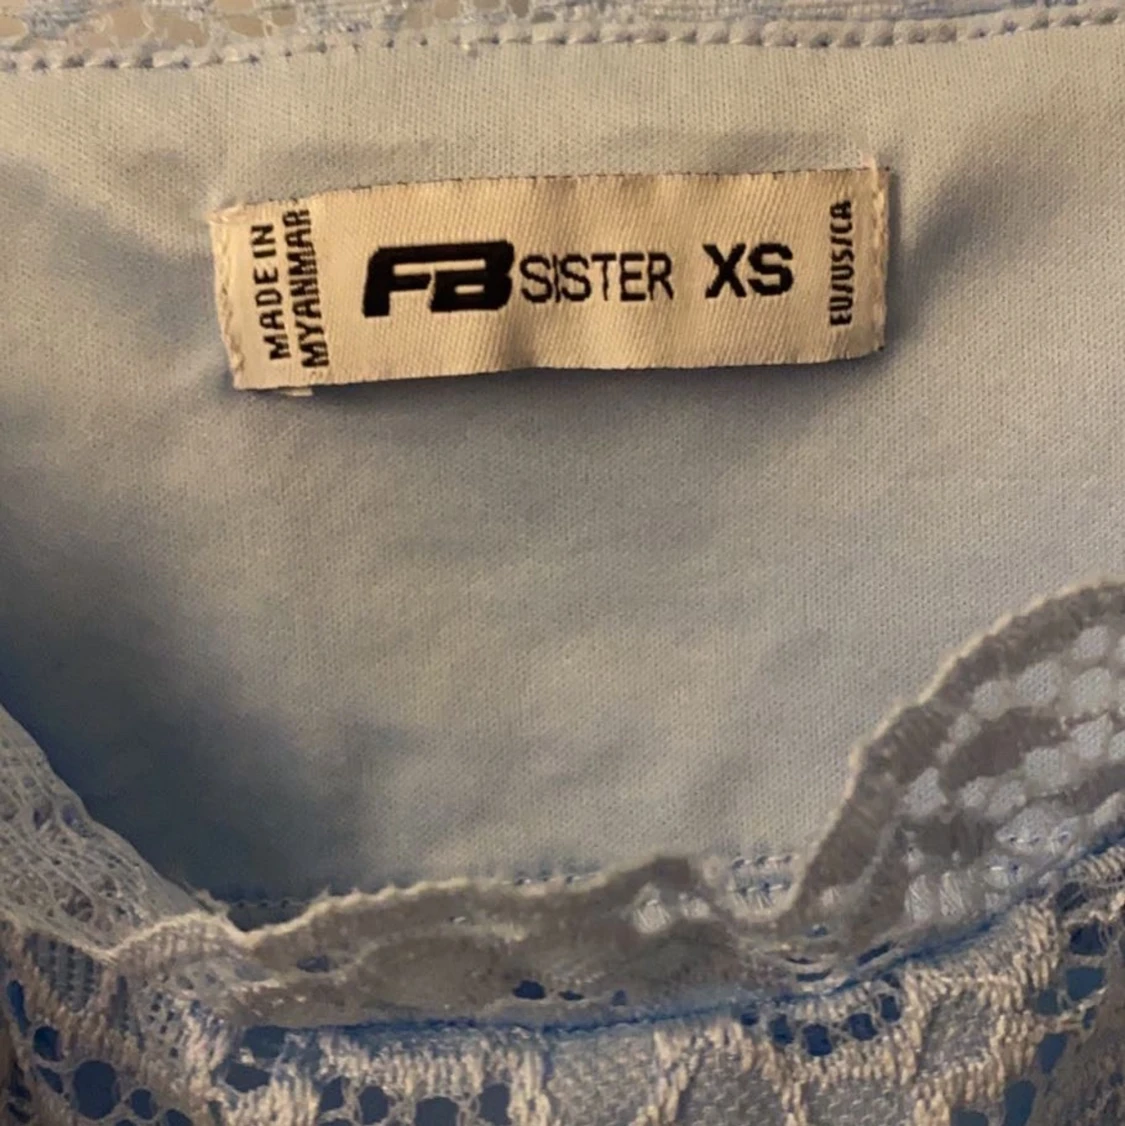 MADE IN
MYANMAR
FB SISTER XS
EU/US/CA